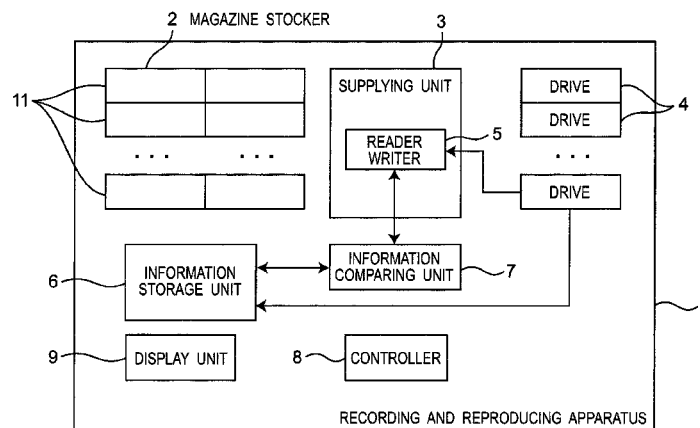 2 MAGAZINE STOCKER
3
11
SUPPLYING UNIT
DRIVE
4
DRIVE
5
READER
WRITER
. . .
. . .
. . .
DRIVE
6
INFORMATION
STORAGE UNIT
INFORMATION
COMPARING UNIT
7
9
DISPLAY UNIT
8
CONTROLLER
RECORDING AND REPRODUCING APPARATUS